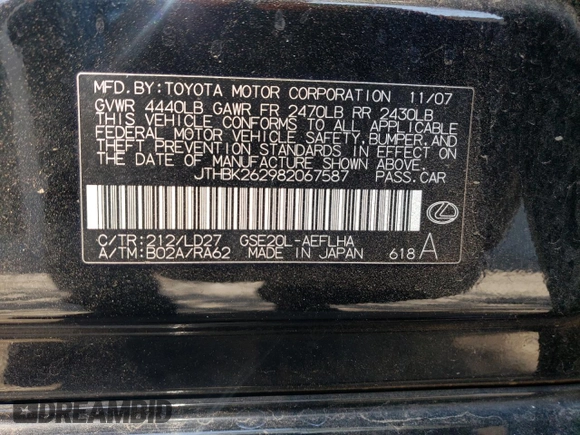 MFD. BY: TOYOTA MOTOR CORPORATION 11/07
GVWR 4440LB GAWR FR 2470LB RR 2430LB
THIS VEHICLE CONFORMS TO ALL APPLICABLE
FEDERAL MOTOR VEHICLE SAFETY, BUMPER, AND
THEFT PREVENTION STANDARDS IN EFFECT ON
THE DATE OF MANUFACTURE SHOWN ABOVE.
JTHBK262982067587 PASS. CAR
C/TR: 212/LD27 GSE20L-AEFLHA
A/TM: B02A/RA62 MADE IN JAPAN 618 A
DREAMBID